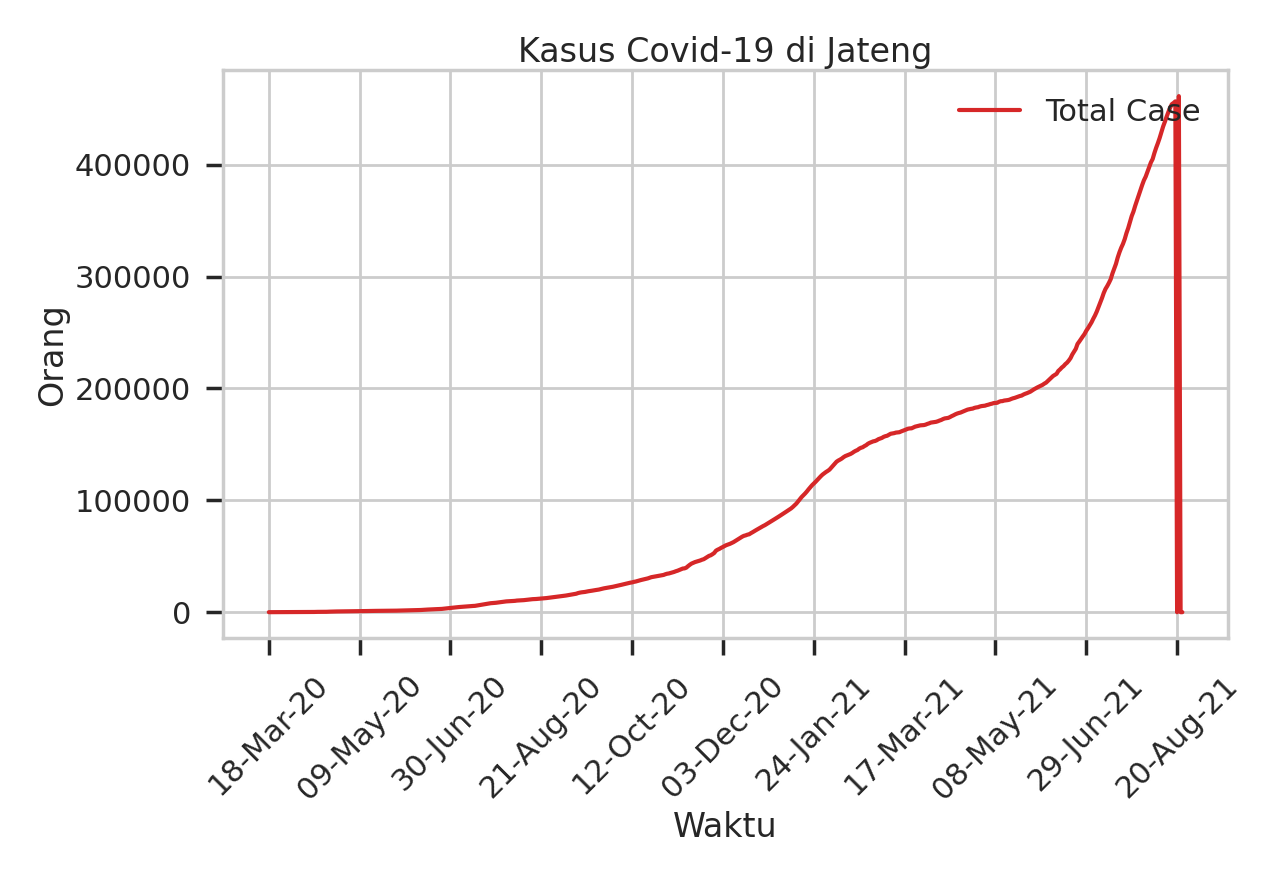 Kasus Covid-19 di Jateng
Total Case
400000
300000
200000
100000
0
Orang
18-Mar-20
09-May-20
30-Jun-20
21-Aug-20
12-Oct-20
03-Dec-20
24-Jan-21
17-Mar-21
08-May-21
29-Jun-21
20-Aug-21
Waktu